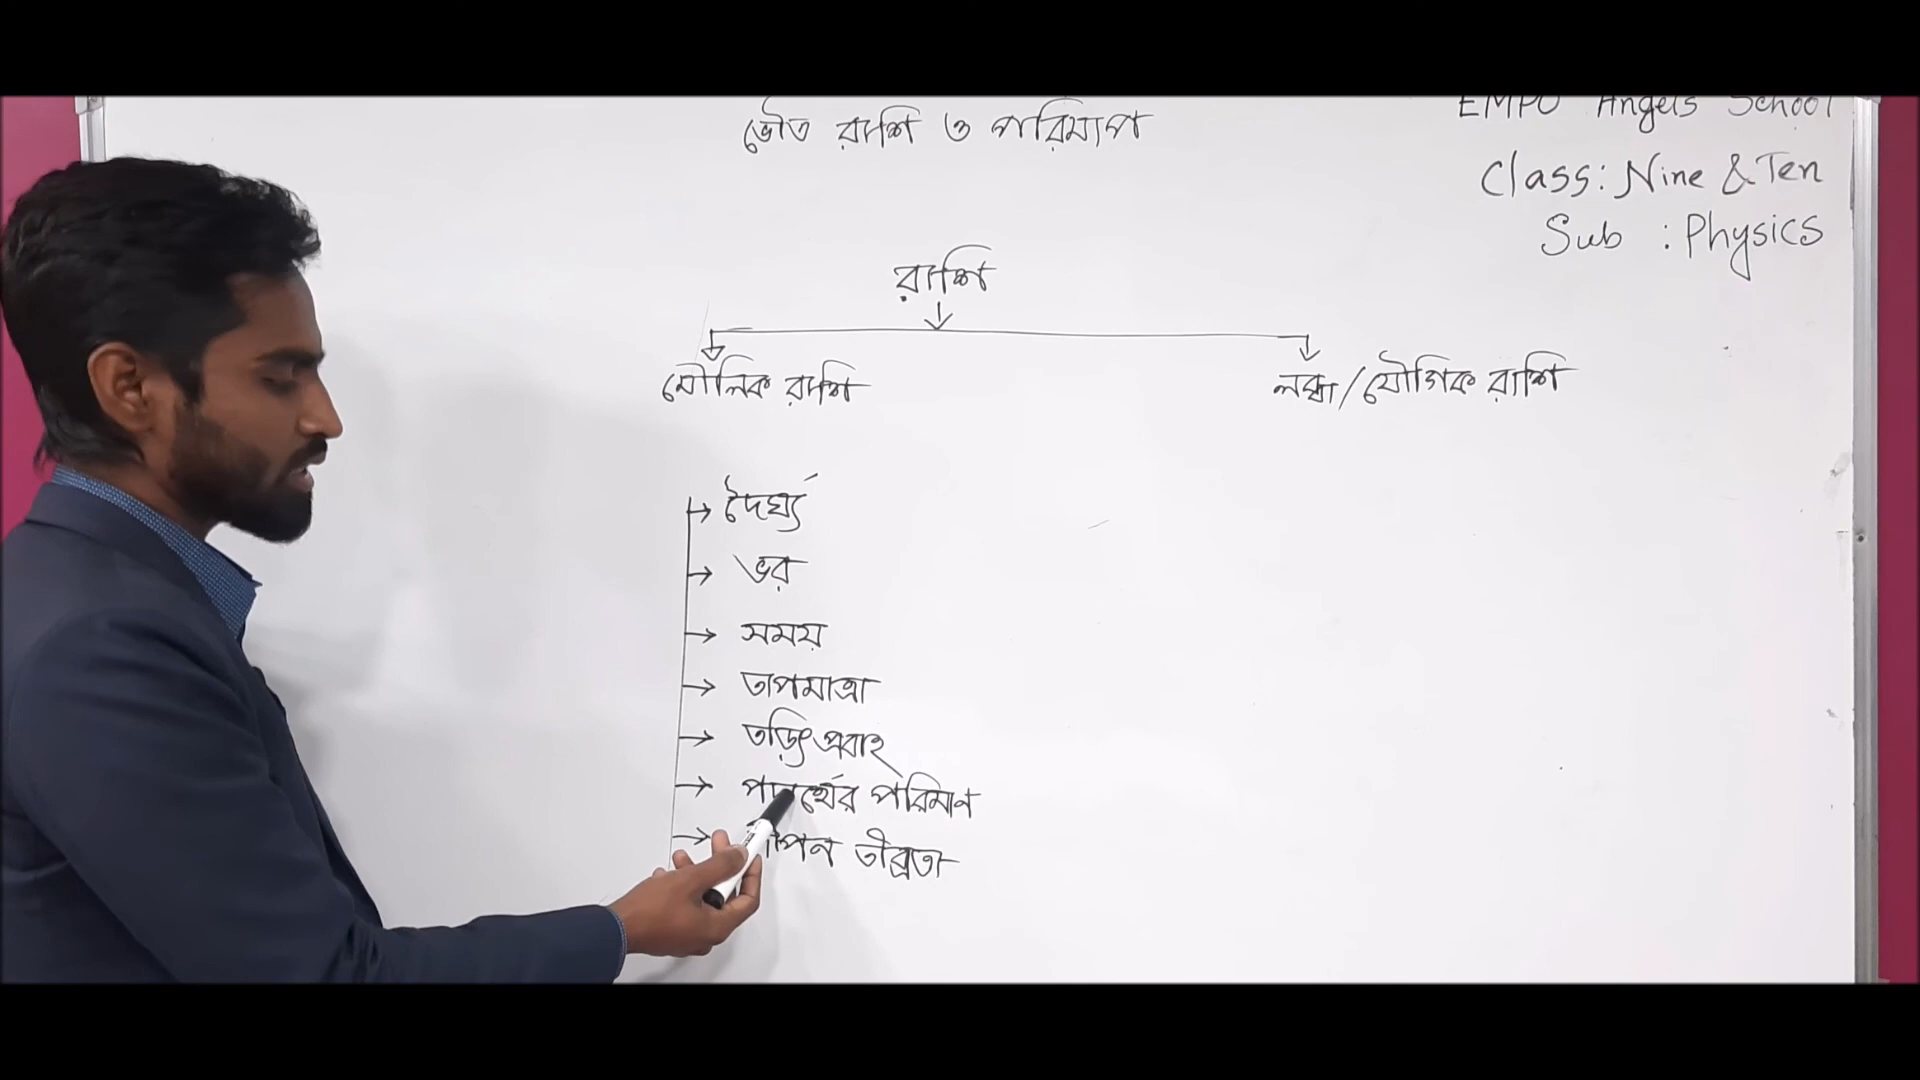 ভৌত রাশি ও পরিমাপ
EMPU Angels School
Class: Nine & Ten
Sub : Physics
রাশি
মৌলিক রাশি
লব্ধ/যৌগিক রাশি
দৈর্ঘ্য
ভর
সময়
তাপমাত্রা
তড়িৎপ্রবাহ
পদার্থের পরিমাণ
দীপন তীব্রতা